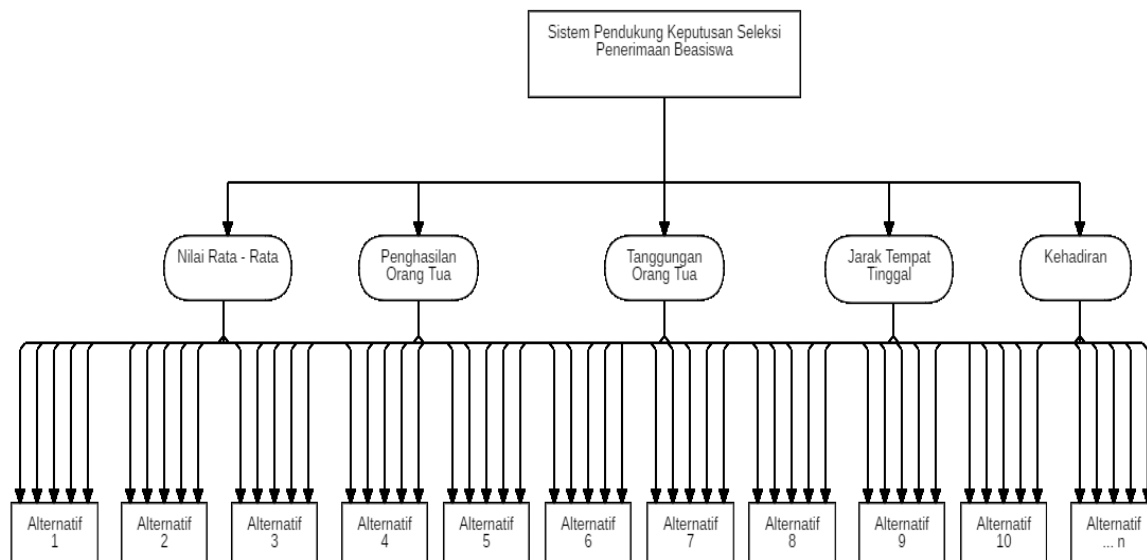 Sistem Pendukung Keputusan Seleksi
Penerimaan Beasiswa
Nilai Rata - Rata
Penghasilan
Orang Tua
Tanggungan
Orang Tua
Jarak Tempat
Tinggal
Kehadiran
Alternatif
1
Alternatif
2
Alternatif
3
Alternatif
4
Alternatif
5
Alternatif
6
Alternatif
7
Alternatif
8
Alternatif
9
Alternatif
10
Alternatif
... n